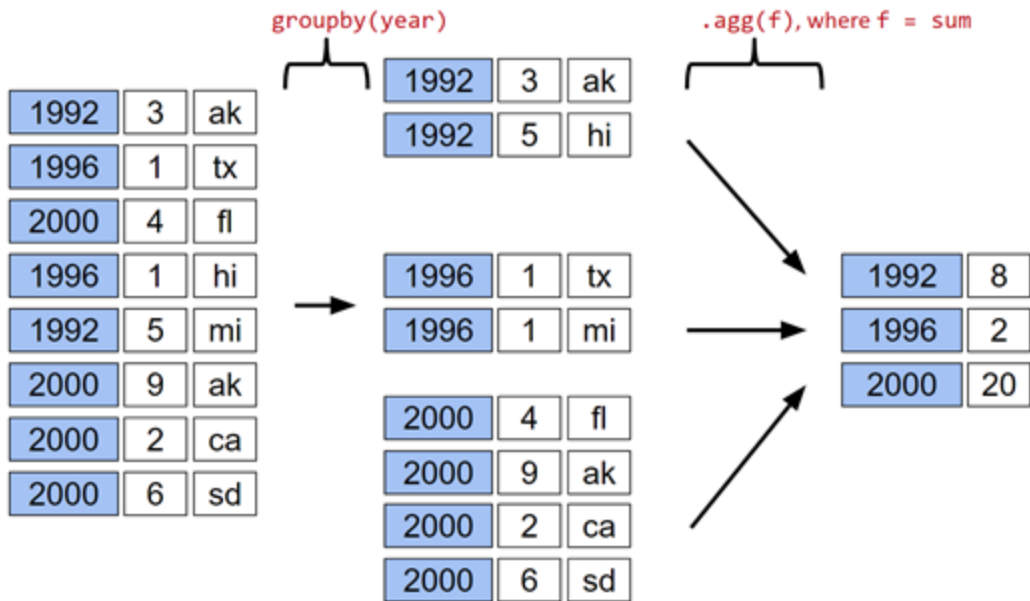 groupby(year)
.agg(f), where f = sum
1992 3 ak
1996 1 tx
2000 4 fl
1996 1 hi
1992 5 mi
2000 9 ak
2000 2 ca
2000 6 sd
1992 3 ak
1992 5 hi
1996 1 tx
1996 1 mi
2000 4 fl
2000 9 ak
2000 2 ca
2000 6 sd
1992 8
1996 2
2000 20